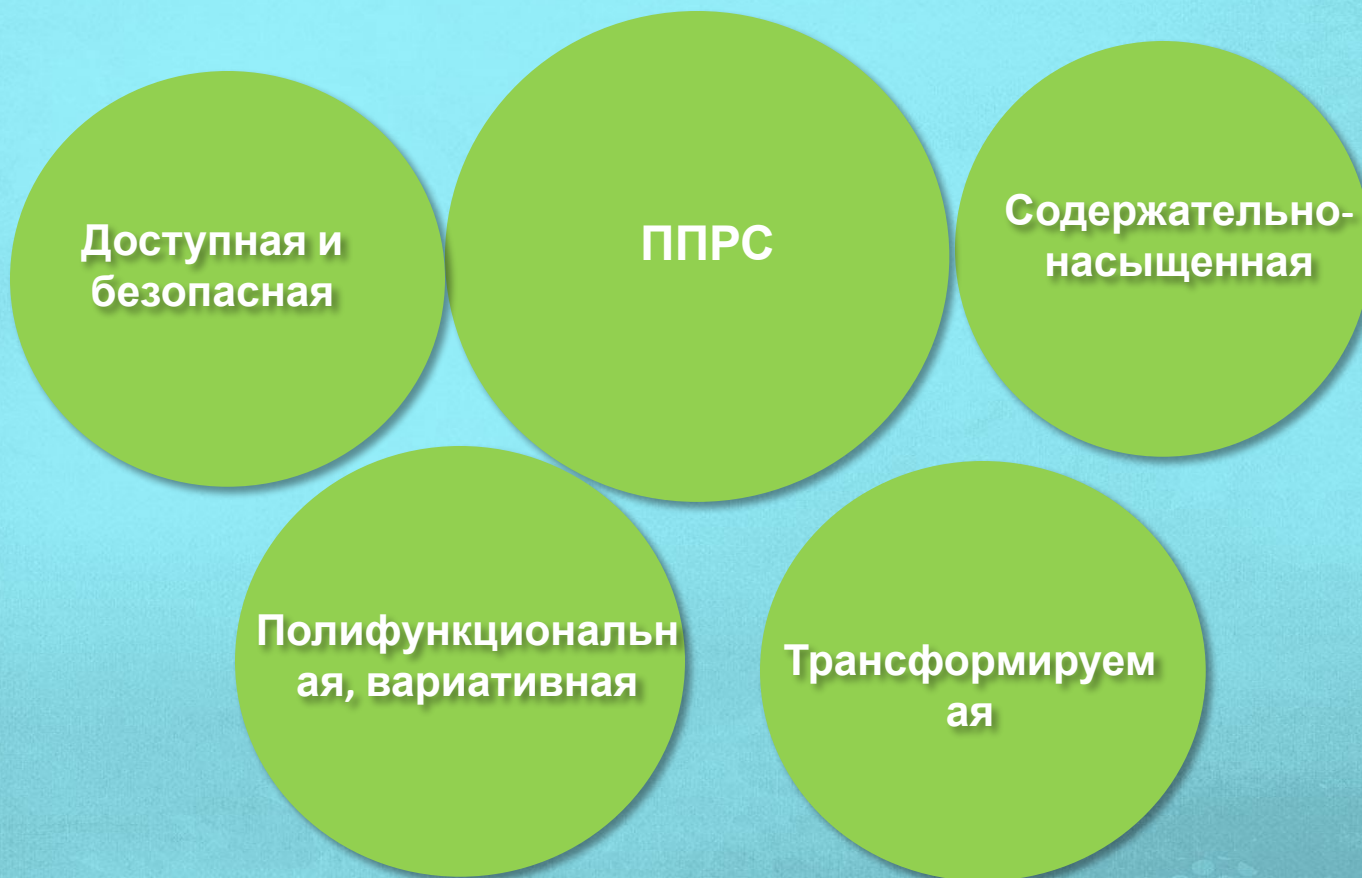 Доступная и
безопасная
ППРС
Содержательно-
насыщенная
Полифункциональн
ая, вариативная
Трансформируем
ая